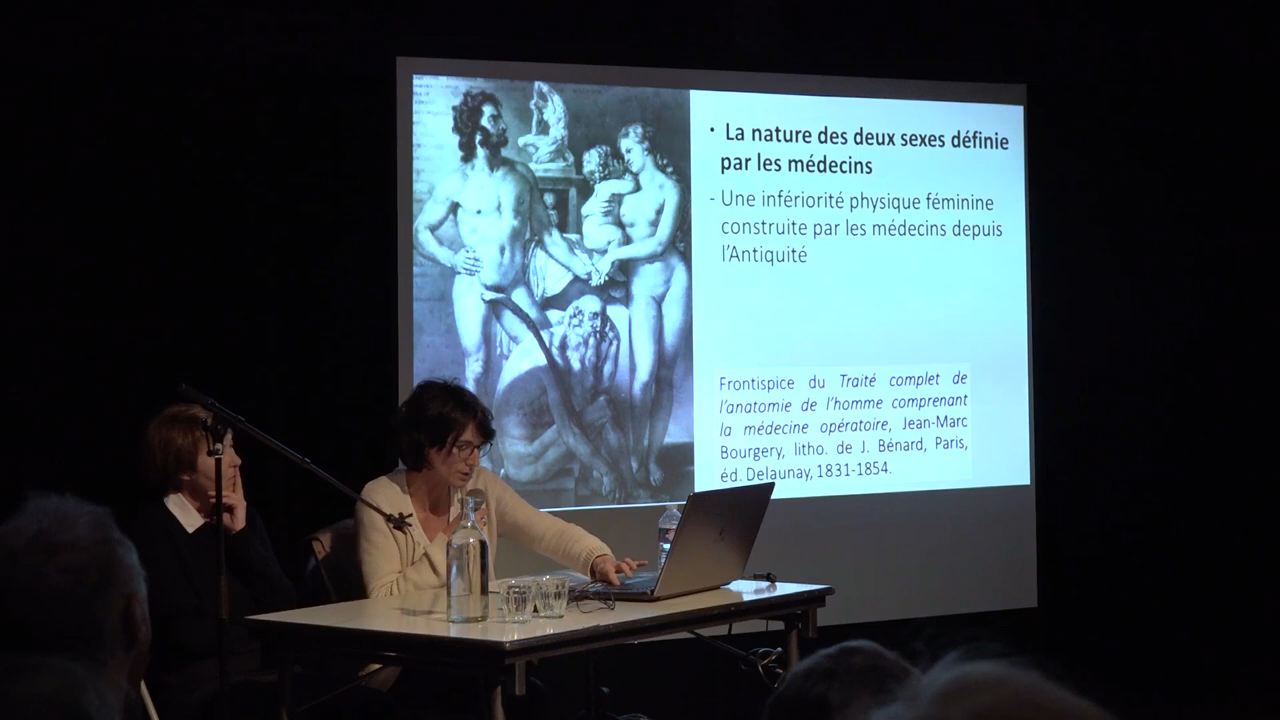 • La nature des deux sexes définie
par les médecins
- Une infériorité physique féminine
construite par les médecins depuis
l'Antiquité
Frontispice du Traité complet de
l'anatomie de l'homme comprenant
la médecine opératoire, Jean-Marc
Bourgery, litho. de J. Bénard, Paris,
éd. Delaunay, 1831-1854.